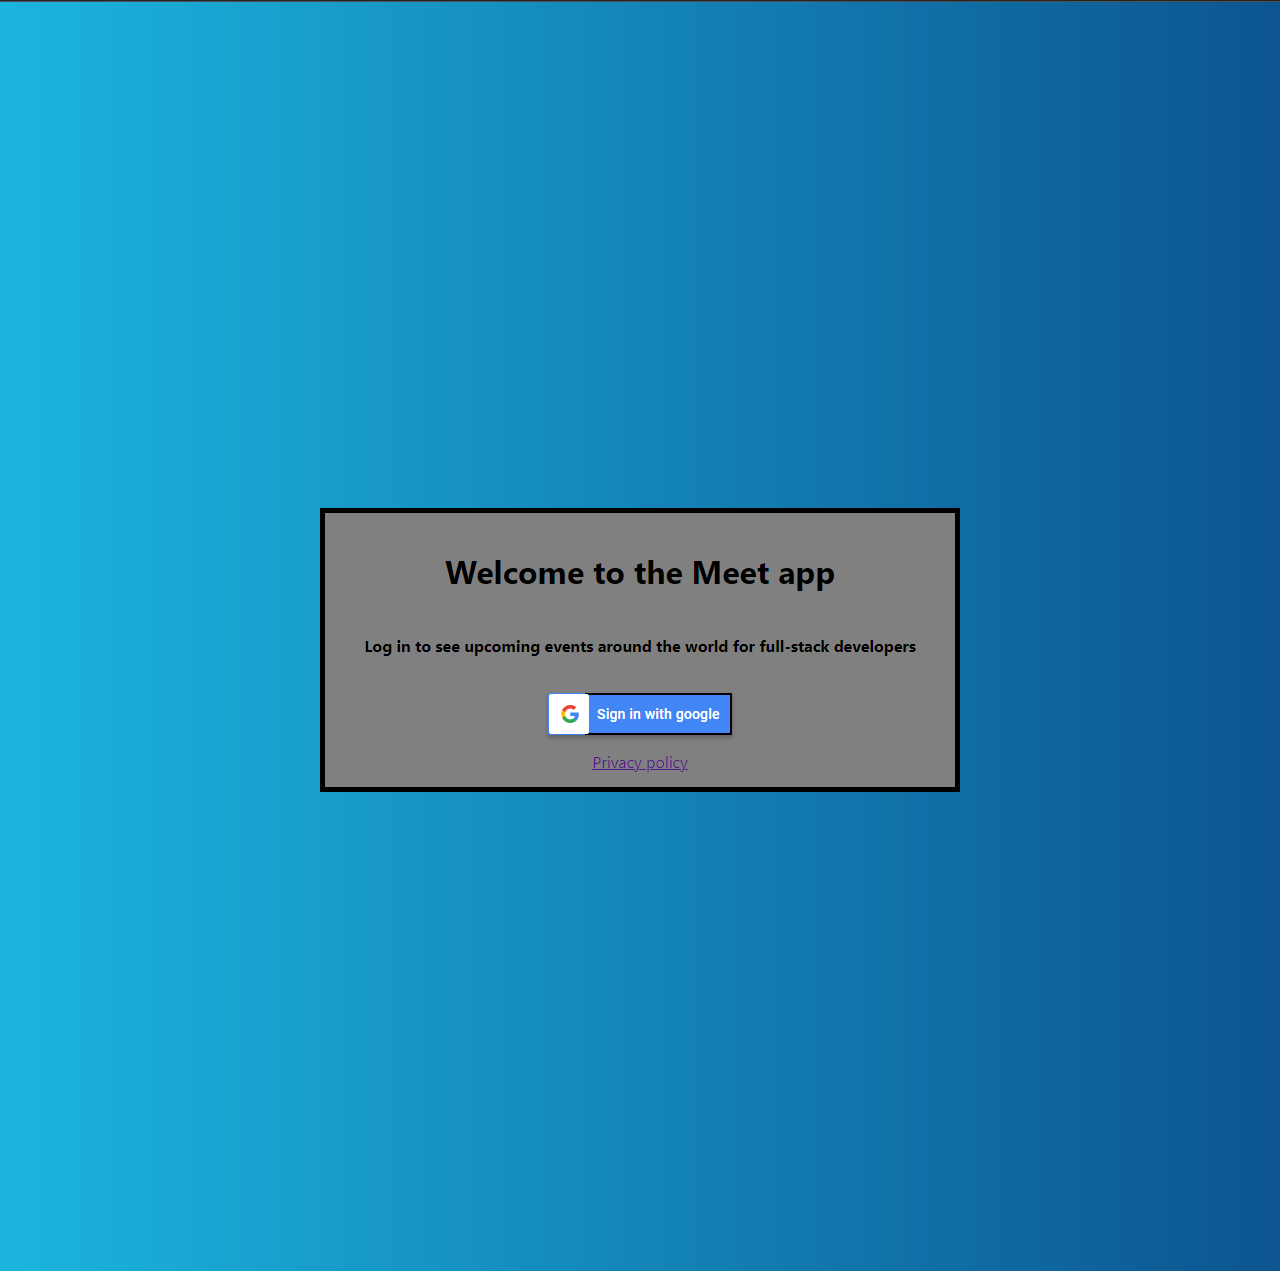 Welcome to the Meet app
Log in to see upcoming events around the world for full-stack developers
Sign in with google
Privacy policy